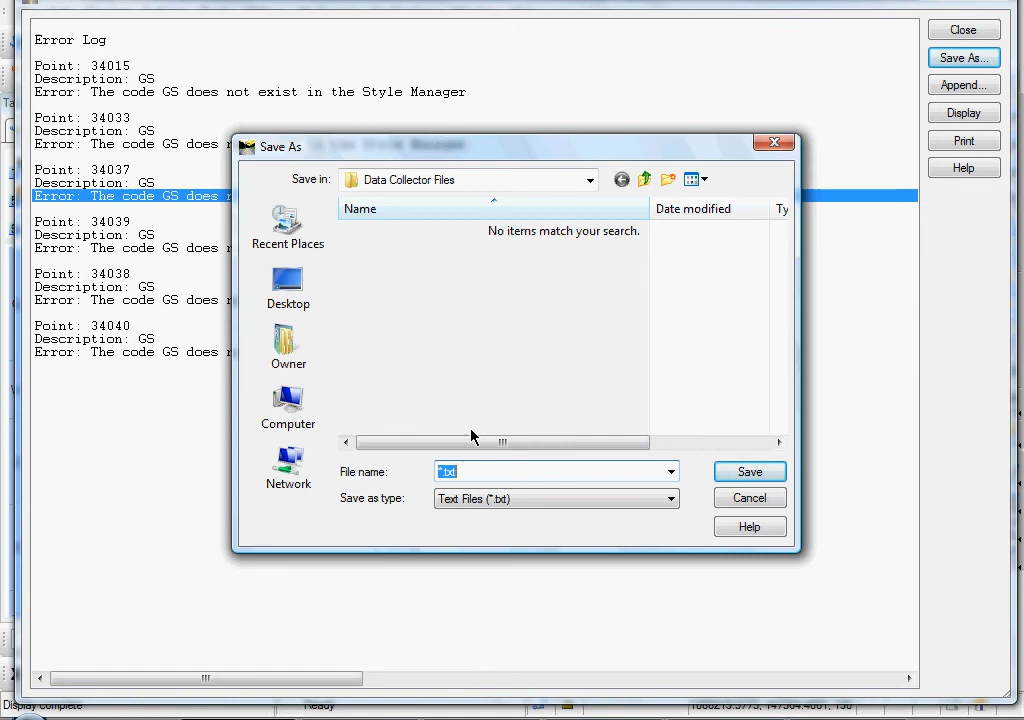 Error Log
Close
Save As...
Append...
Display
Print
Help
Point: 34015
Description: GS
Error: The code GS does not exist in the Style Manager
Point: 34033
Description: GS
Error: The code GS does
Point: 34037
Description: GS
Error: The code GS does
Point: 34039
Description: GS
Error: The code GS does
Point: 34038
Description: GS
Error: The code GS does
Point: 34040
Description: GS
Error: The code GS does
Save As
Save in:
Data Collector Files
Name
Date modified
Ty
No items match your search.
Recent Places
Desktop
Owner
Computer
Network
File name:
*.txt
Save
Save as type:
Text Files (*.txt)
Cancel
Help
Display complete
Ready